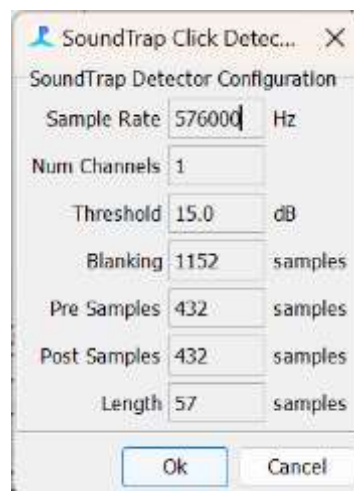 SoundTrap Click Detec...
SoundTrap Detector Configuration
Sample Rate 576000 Hz
Num Channels 1
Threshold 15.0 dB
Blanking 1152 samples
Pre Samples 432 samples
Post Samples 432 samples
Length 57 samples
Ok Cancel